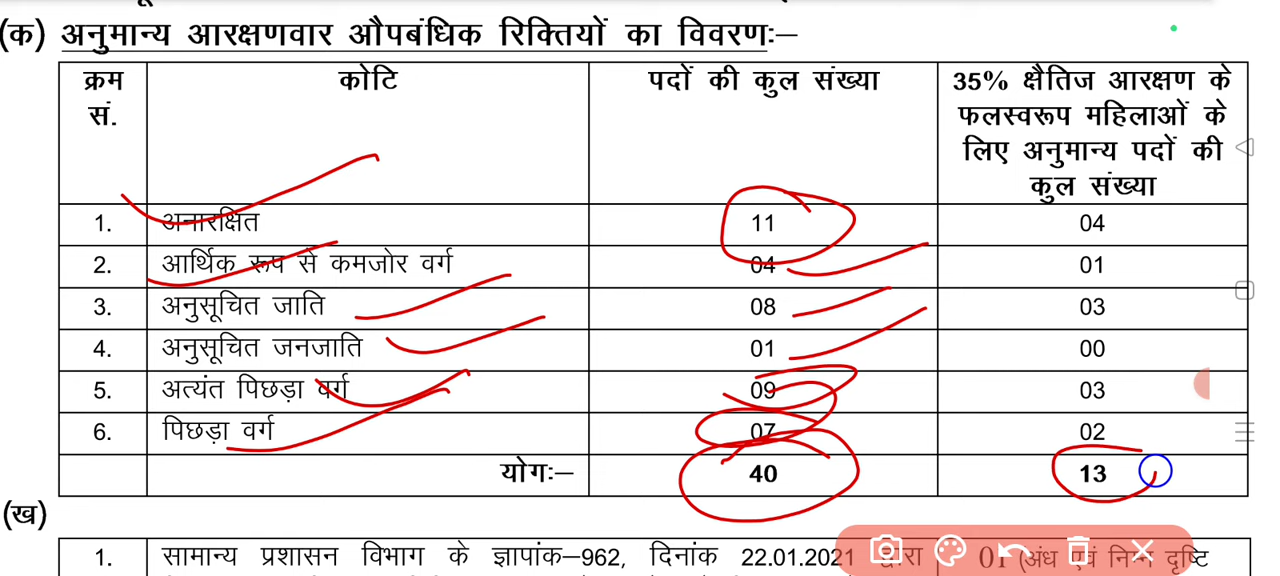 (क) अनुमान्य आरक्षणवार औपबंधिक रिक्तियों का विवरणः—
क्रम सं. कोटि पदों की कुल संख्या 35% क्षैतिज आरक्षण के फलस्वरूप महिलाओं के लिए अनुमान्य पदों की कुल संख्या
1. अनारक्षित 11 04
2. आर्थिक रूप से कमजोर वर्ग 04 01
3. अनुसूचित जाति 08 03
4. अनुसूचित जनजाति 01 00
5. अत्यंत पिछड़ा वर्ग 09 03
6. पिछड़ा वर्ग 07 02
योगः— 40 13
(ख)
1. सामान्य प्रशासन विभाग के ज्ञापांक—962, दिनांक 22.01.2021 द्वारा 01 (अंध एवं निम्न दृष्टि